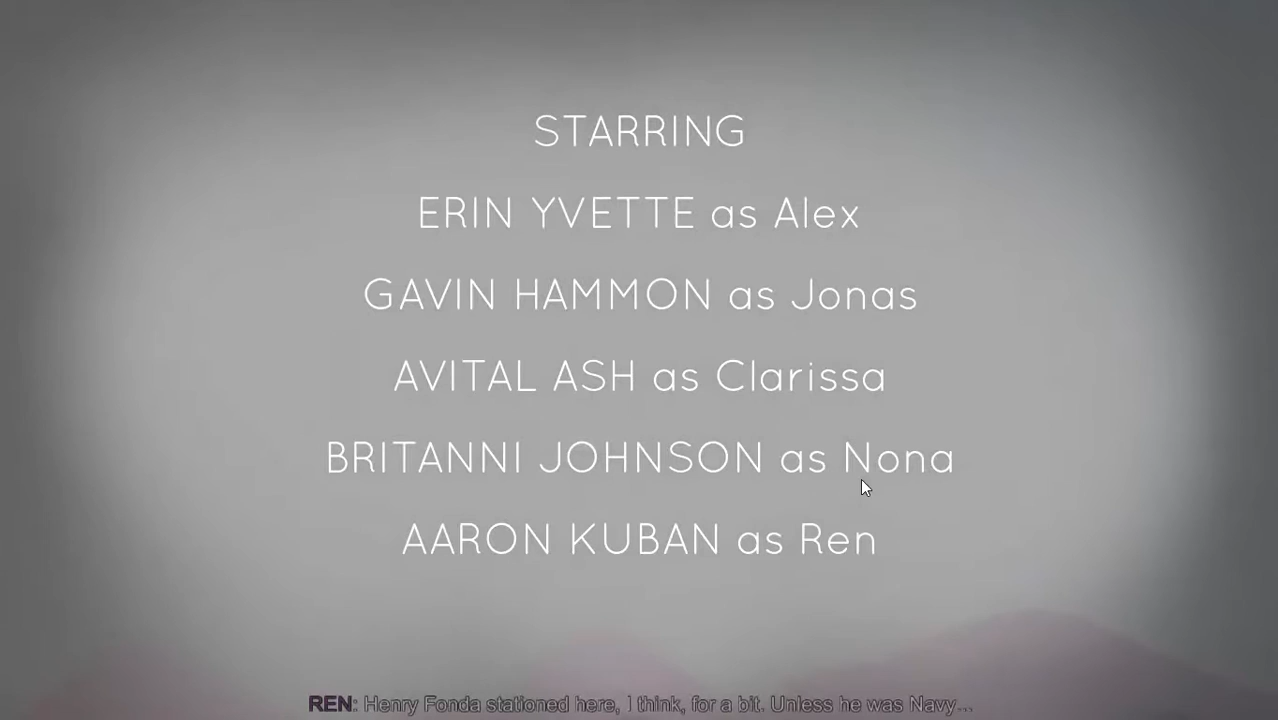 STARRING
ERIN YVETTE as Alex
GAVIN HAMMON as Jonas
AVITAL ASH as Clarissa
BRITANNI JOHNSON as Nona
AARON KUBAN as Ren
REN: Henry Fonda stationed here, I think, for a bit. Unless he was Navy...